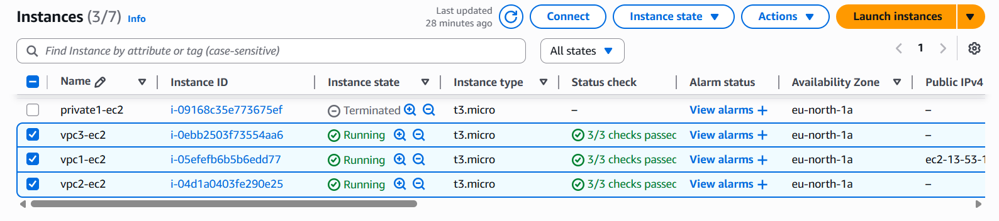 Instances (3/7) Info
Last updated
28 minutes ago
Connect
Instance state
Actions
Launch instances
Find Instance by attribute or tag (case-sensitive)
All states
1
Name Instance ID Instance state Instance type Status check Alarm status Availability Zone Public IPv4
private1-ec2 i-09168c35e773675ef Terminated t3.micro – View alarms + eu-north-1a –
vpc3-ec2 i-0ebb2503f73554aa6 Running t3.micro 3/3 checks passec View alarms + eu-north-1a –
vpc1-ec2 i-05efefb6b5b6edd77 Running t3.micro 3/3 checks passec View alarms + eu-north-1a ec2-13-53-1
vpc2-ec2 i-04d1a0403fe290e25 Running t3.micro 3/3 checks passec View alarms + eu-north-1a –